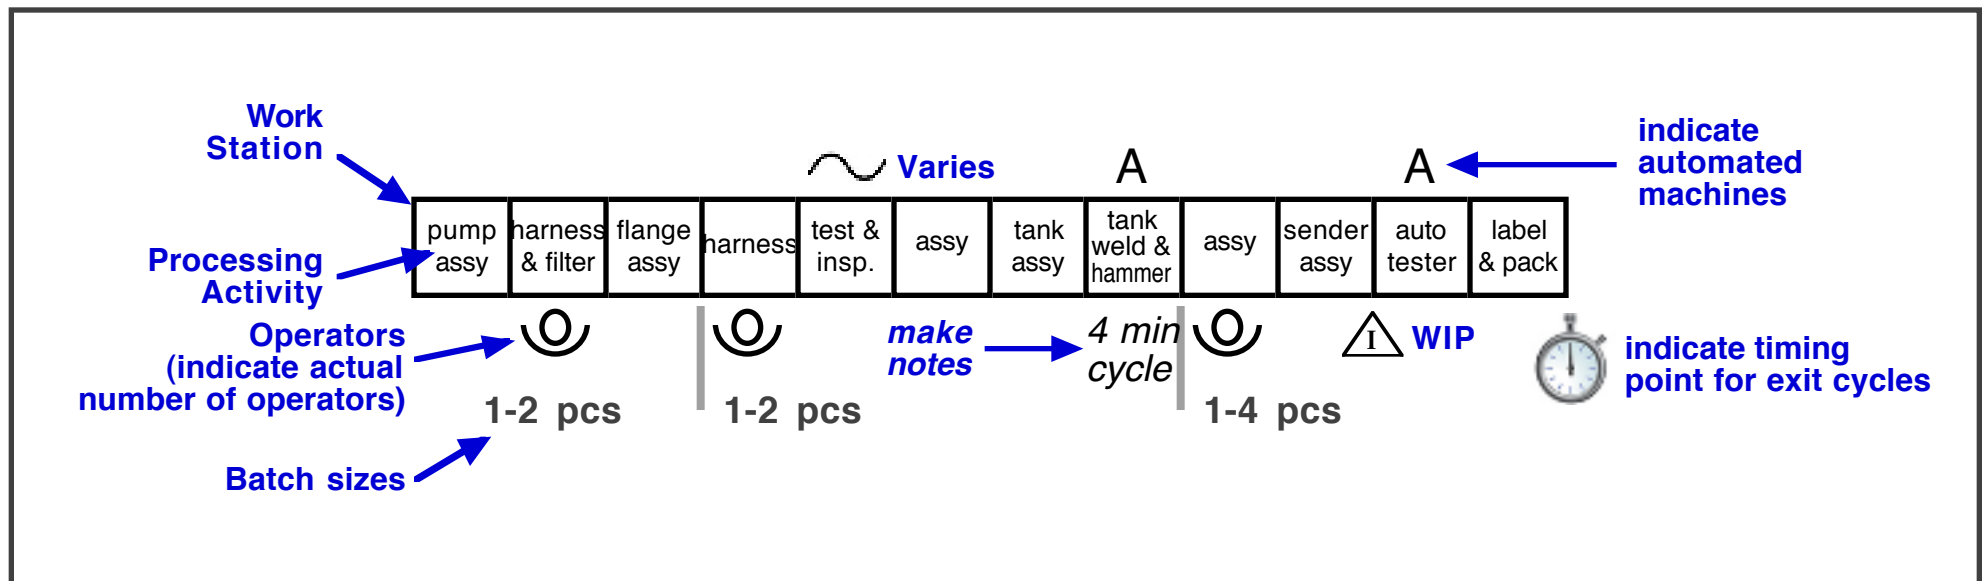 Work
Station
Varies
A
A
indicate
automated
machines
pump
assy
harness
& filter
flange
assy
harness
test &
insp.
assy
tank
assy
tank
weld &
hammer
assy
sender
assy
auto
tester
label
& pack
Processing
Activity
Operators
(indicate actual
number of operators)
make
notes
4 min
cycle
I
WIP
indicate timing
point for exit cycles
1-2 pcs
1-2 pcs
1-4 pcs
Batch sizes